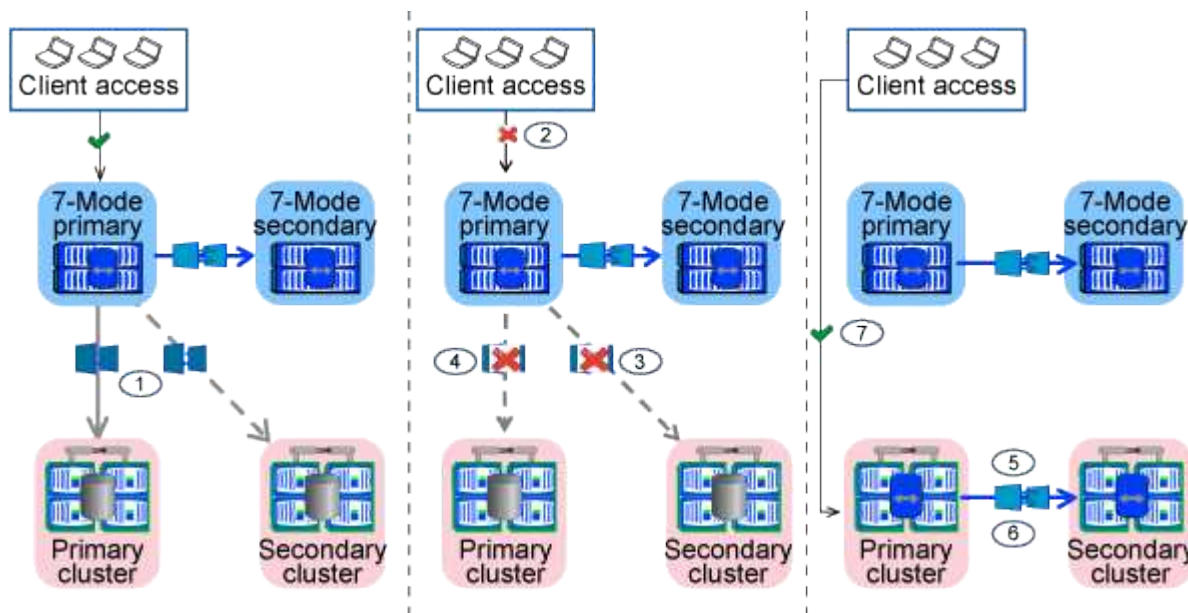 Client access
7-Mode
primary
7-Mode
secondary
1
Primary
cluster
Secondary
cluster
Client access
2
7-Mode
primary
7-Mode
secondary
4
3
Primary
cluster
Secondary
cluster
Client access
7-Mode
primary
7-Mode
secondary
7
5
6
Primary
cluster
Secondary
cluster